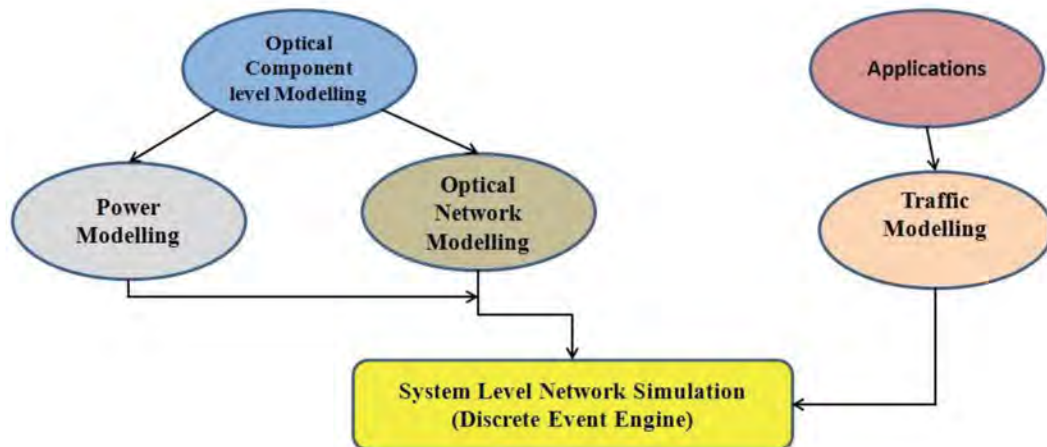 Optical
Component
level Modelling
Applications
Power
Modelling
Optical
Network
Modelling
Traffic
Modelling
System Level Network Simulation
(Discrete Event Engine)